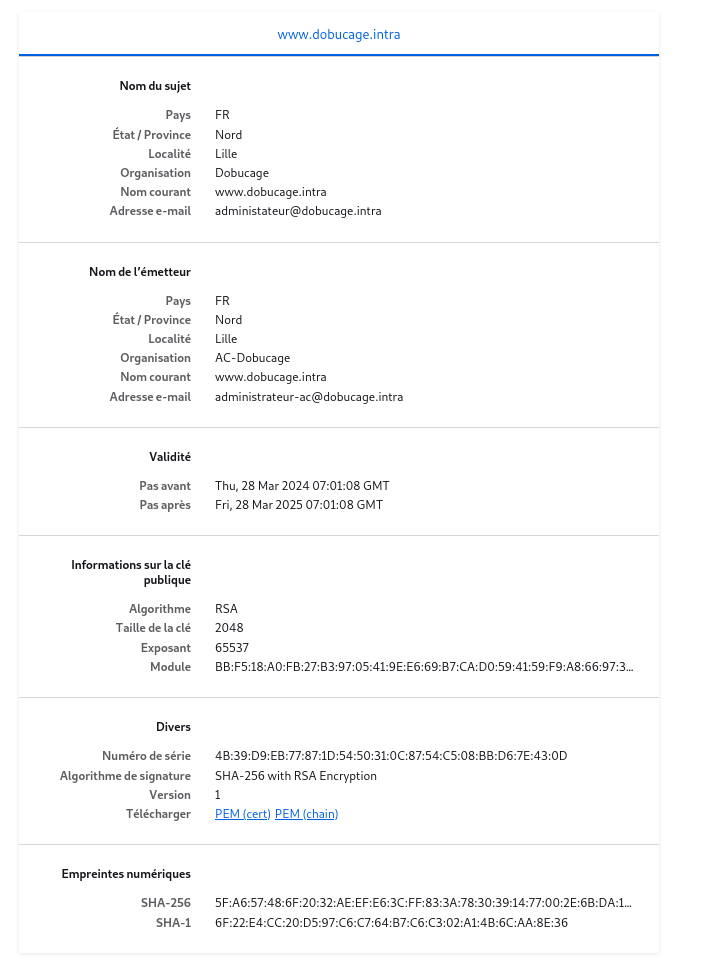 www.dobucage.intra
Nom du sujet
Pays FR
État / Province Nord
Localité Lille
Organisation Dobucage
Nom courant www.dobucage.intra
Adresse e-mail administateur@dobucage.intra
Nom de l’émetteur
Pays FR
État / Province Nord
Localité Lille
Organisation AC-Dobucage
Nom courant www.dobucage.intra
Adresse e-mail administrateur-ac@dobucage.intra
Validité
Pas avant Thu, 28 Mar 2024 07:01:08 GMT
Pas après Fri, 28 Mar 2025 07:01:08 GMT
Informations sur la clé
publique
Algorithme RSA
Taille de la clé 2048
Exposant 65537
Module BB:F5:18:A0:FB:27:B3:97:05:41:9E:E6:69:B7:CA:D0:59:41:59:F9:A8:66:97:3…
Divers
Numéro de série 4B:39:D9:EB:77:87:1D:54:50:31:0C:87:54:C5:08:BB:D6:7E:43:0D
Algorithme de signature SHA-256 with RSA Encryption
Version 1
Télécharger PEM (cert) PEM (chain)
Empreintes numériques
SHA-256 5F:A6:57:48:6F:20:32:AE:EF:E6:3C:FF:83:3A:78:30:39:14:77:00:2E:6B:DA:1…
SHA-1 6F:22:E4:CC:20:D5:97:C6:C7:64:B7:C6:C3:02:A1:4B:6C:AA:8E:36